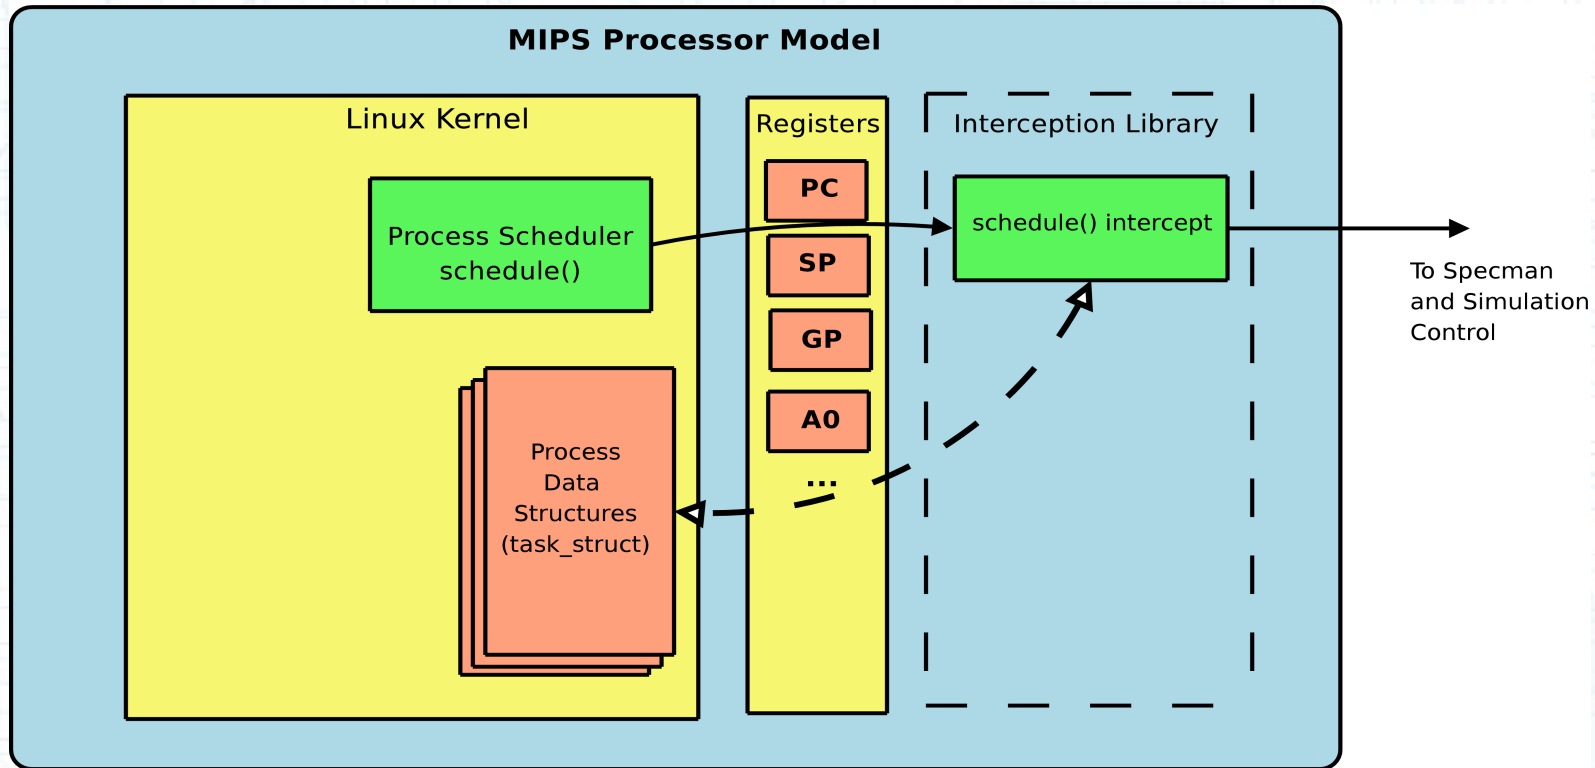 MIPS Processor Model
Linux Kernel
Process Scheduler
schedule()
Process
Data
Structures
(task_struct)
Registers
PC
SP
GP
A0
...
Interception Library
schedule() intercept
To Specman
and Simulation
Control